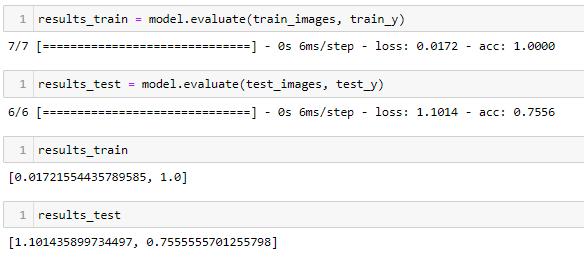 1 results_train = model.evaluate(train_images, train_y)
7/7 [==============================] - 0s 6ms/step - loss: 0.0172 - acc: 1.0000
1 results_test = model.evaluate(test_images, test_y)
6/6 [==============================] - 0s 6ms/step - loss: 1.1014 - acc: 0.7556
1 results_train
[0.01721554435789585, 1.0]
1 results_test
[1.101435899734497, 0.7555555701255798]